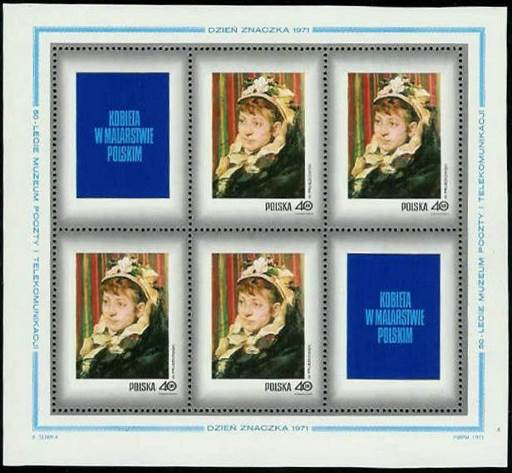 DZIEŃ ZNACZKA 1971
50-LECIE MUZEUM POCZTY I TELEKOMUNIKACJI
KOBIETA
W MALARSTWIE
POLSKIM
POLSKA 40
POLSKA 40
50-LECIE MUZEUM POCZTY I TELEKOMUNIKACJI
POLSKA 40
POLSKA 40
KOBIETA
W MALARSTWIE
POLSKIM
DZIEŃ ZNACZKA 1971
PWPW 1971